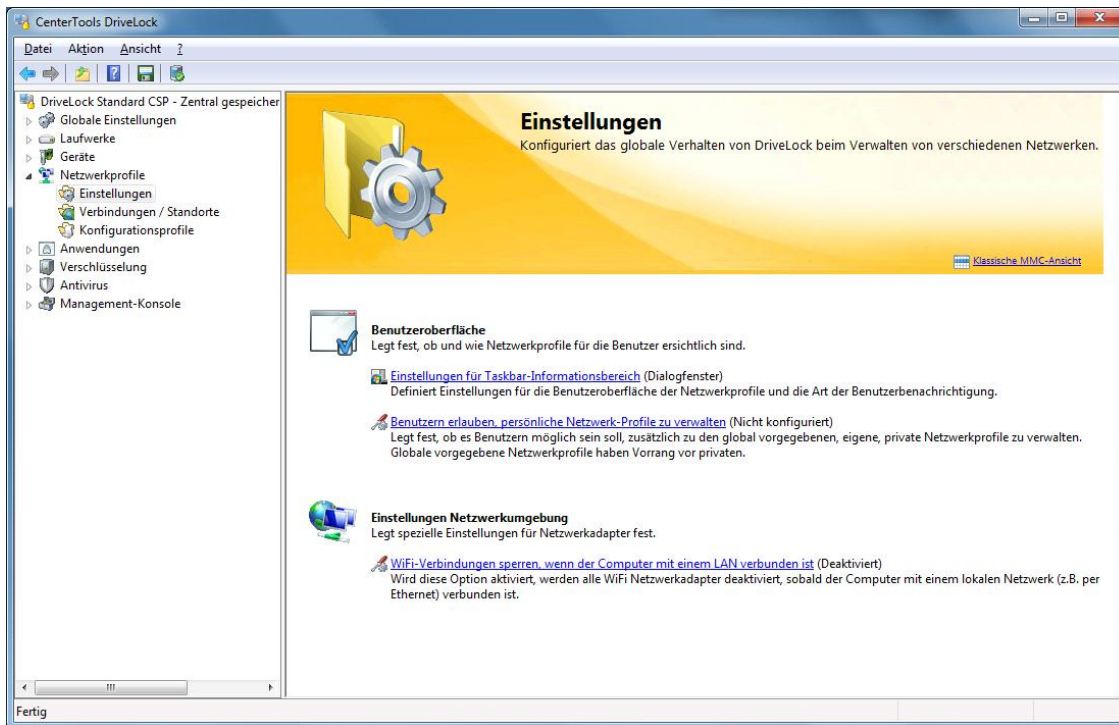 CenterTools DriveLock
Datei Aktion Ansicht ?
DriveLock Standard CSP - Zentral gespeicher
Globale Einstellungen
Laufwerke
Geräte
Netzwerkprofile
Einstellungen
Verbindungen / Standorte
Konfigurationsprofile
Anwendungen
Verschlüsselung
Antivirus
Management-Konsole
Einstellungen
Konfiguriert das globale Verhalten von DriveLock beim Verwalten von verschiedenen Netzwerken.
Klassische MMC-Ansicht
Benutzeroberfläche
Legt fest, ob und wie Netzwerkprofile für die Benutzer ersichtlich sind.
Einstellungen für Taskbar-Informationsbereich (Dialogfenster)
Definiert Einstellungen für die Benutzeroberfläche der Netzwerkprofile und die Art der Benutzerbenachrichtigung.
Benutzern erlauben, persönliche Netzwerk-Profile zu verwalten (Nicht konfiguriert)
Legt fest, ob es Benutzern möglich sein soll, zusätzlich zu den global vorgegebenen, eigene, private Netzwerkprofile zu verwalten.
Globale vorgegebene Netzwerkprofile haben Vorrang vor privaten.
Einstellungen Netzwerkumgebung
Legt spezielle Einstellungen für Netzwerkadapter fest.
WiFi-Verbindungen sperren, wenn der Computer mit einem LAN verbunden ist (Deaktiviert)
Wird diese Option aktiviert, werden alle WiFi Netzwerkadapter deaktiviert, sobald der Computer mit einem lokalen Netzwerk (z.B. per
Ethernet) verbunden ist.
Fertig